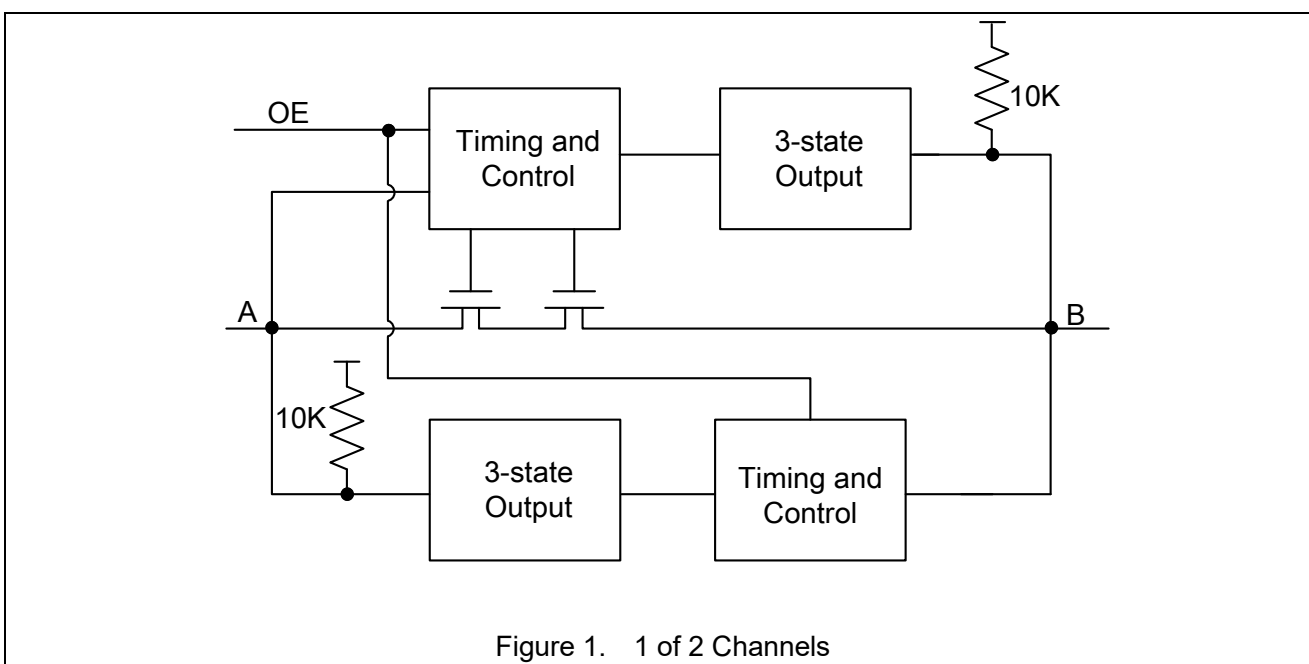 OE
Timing and
Control
3-state
Output
10K
A
B
10K
3-state
Output
Timing and
Control
Figure 1. 1 of 2 Channels